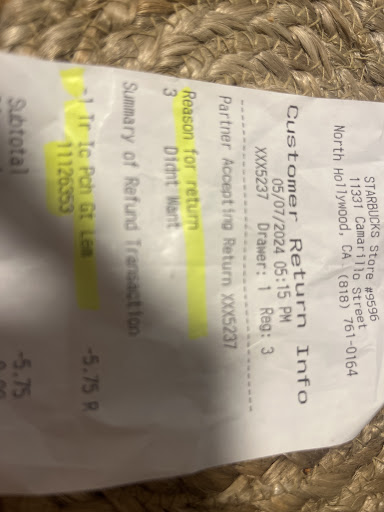 STARBUCKS Store #9596
11331 Camarillo Street
North Hollywood, CA (818) 761-0164
Customer Return Info
05/07/2024 05:15 PM
XXX5237 Drawer: 1 Reg: 3
Partner Accepting Return XXX5237
Reason for return
3 Didnt Want
Summary of Refund Transaction
-1 Tr Ic Pch Gt Lem -5.75 R
11126353
Subtotal -5.75